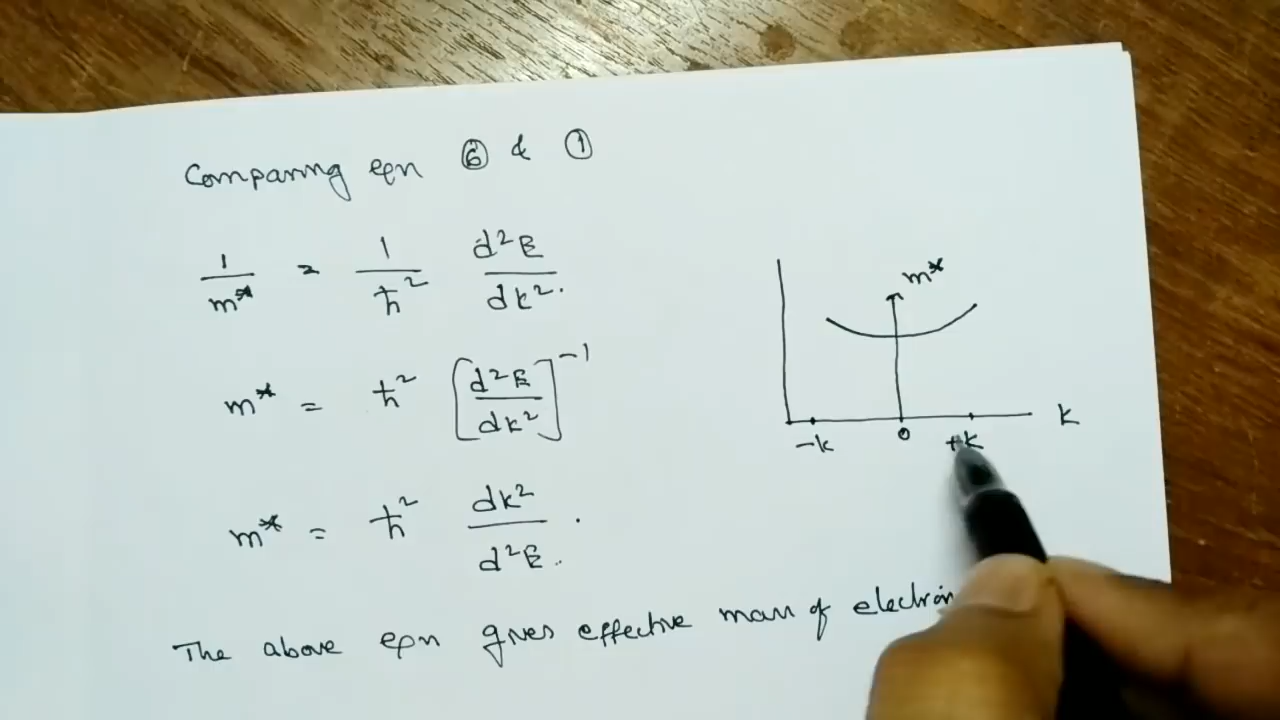 Comparing eqn ⑥ & ①
1/m* = 1/ħ² d²E/dk².
m* = ħ² [d²E/dk²]⁻¹
m* = ħ² dk²/d²E.
The above eqn gives effective mass of electron
m*
k
-k 0 +k